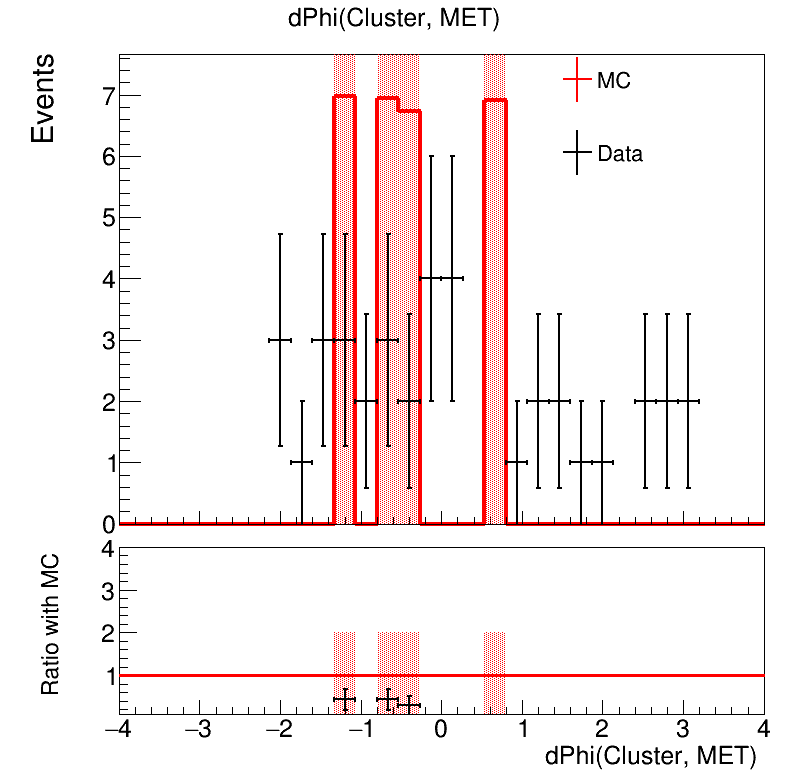 dPhi(Cluster, MET)
Events
MC
Data
7
6
5
4
3
2
1
0
Ratio with MC
4
3
2
1
−4 −3 −2 −1 0 1 2 3 4
dPhi(Cluster, MET)